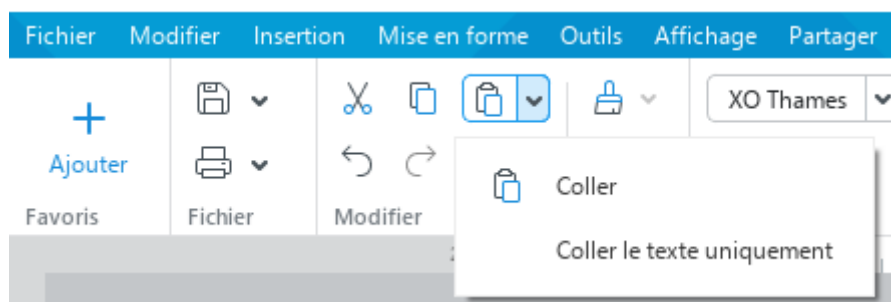 Fichier Modifier Insertion Mise en forme Outils Affichage Partager
XO Thames
Ajouter
Coller
Favoris Fichier Modifier
Coller le texte uniquement